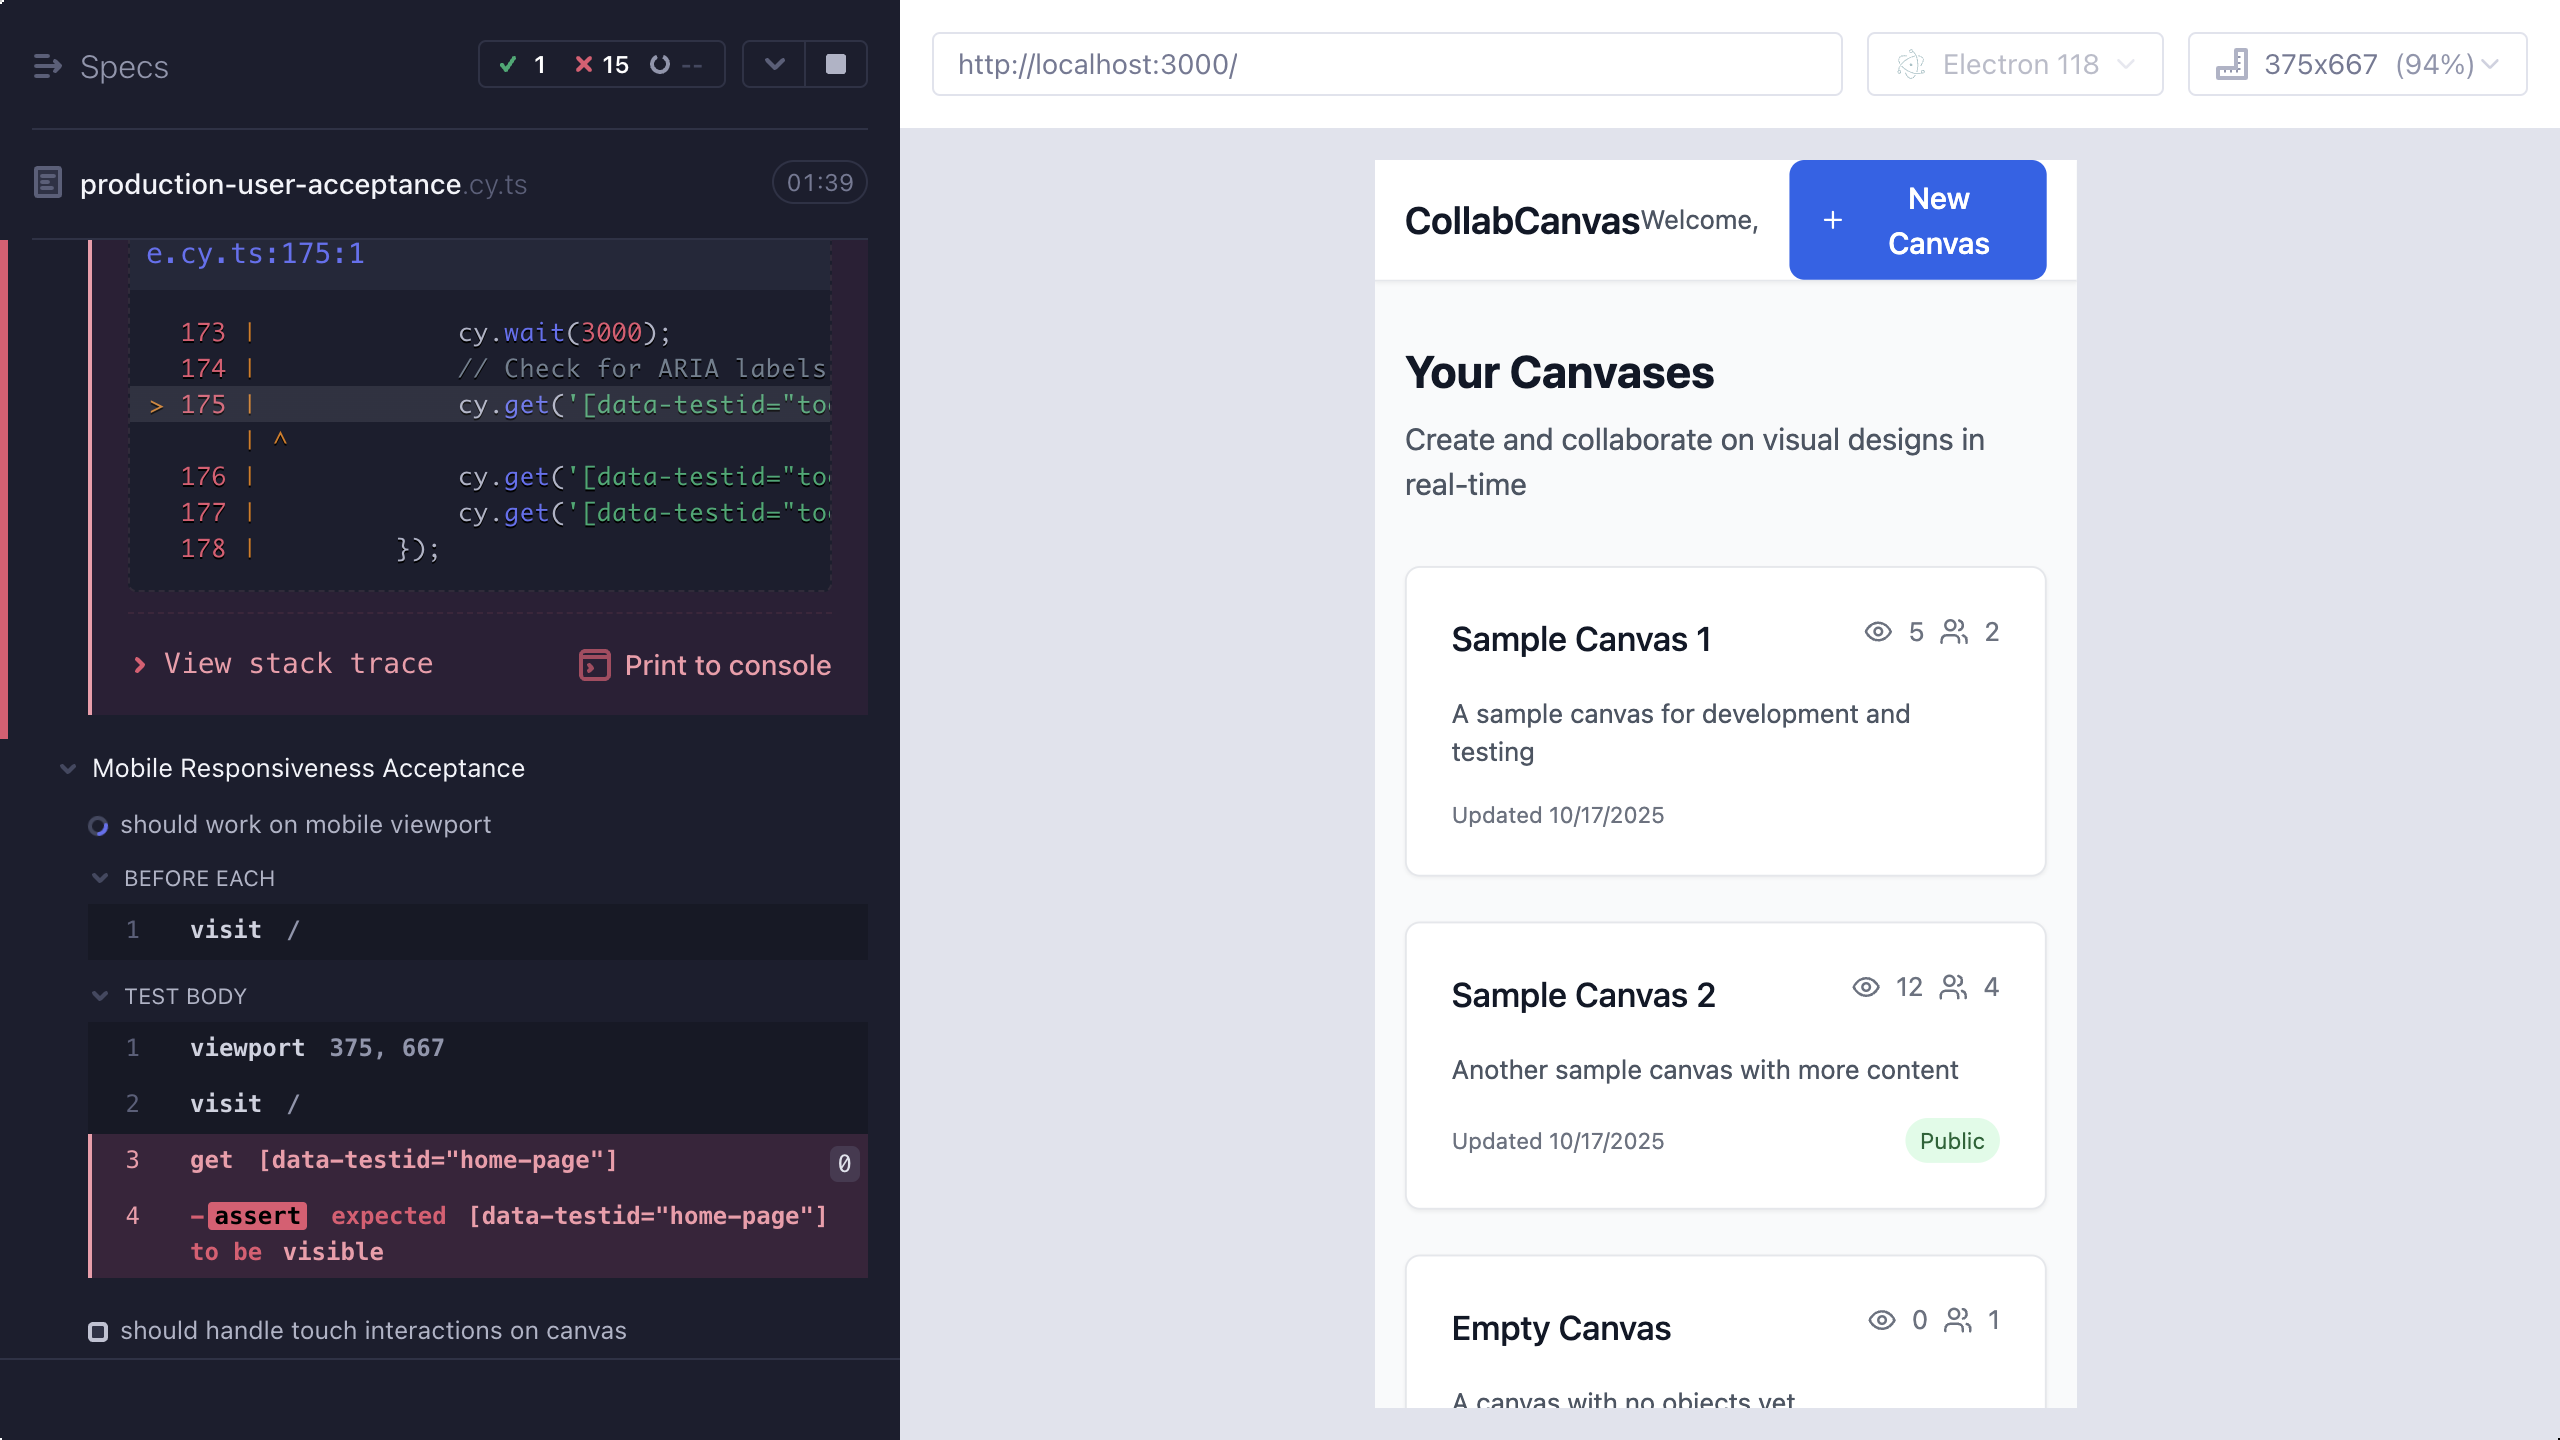 Specs
1 15 --
production-user-acceptance.cy.ts
01:39
e.cy.ts:175:1
173 | cy.wait(3000);
174 | // Check for ARIA labels
> 175 | cy.get('[data-testid="to
| ^
176 | cy.get('[data-testid="to
177 | cy.get('[data-testid="to
178 | });
View stack trace
Print to console
Mobile Responsiveness Acceptance
should work on mobile viewport
BEFORE EACH
1 visit /
TEST BODY
1 viewport 375, 667
2 visit /
3 get [data-testid="home-page"] 0
4 -assert expected [data-testid="home-page"]
to be visible
should handle touch interactions on canvas
http://localhost:3000/
Electron 118
375x667 (94%)
CollabCanvas
Welcome,
+ New
Canvas
Your Canvases
Create and collaborate on visual designs in
real-time
Sample Canvas 1
5 2
A sample canvas for development and
testing
Updated 10/17/2025
Sample Canvas 2
12 4
Another sample canvas with more content
Updated 10/17/2025
Public
Empty Canvas
0 1
A canvas with no objects yet